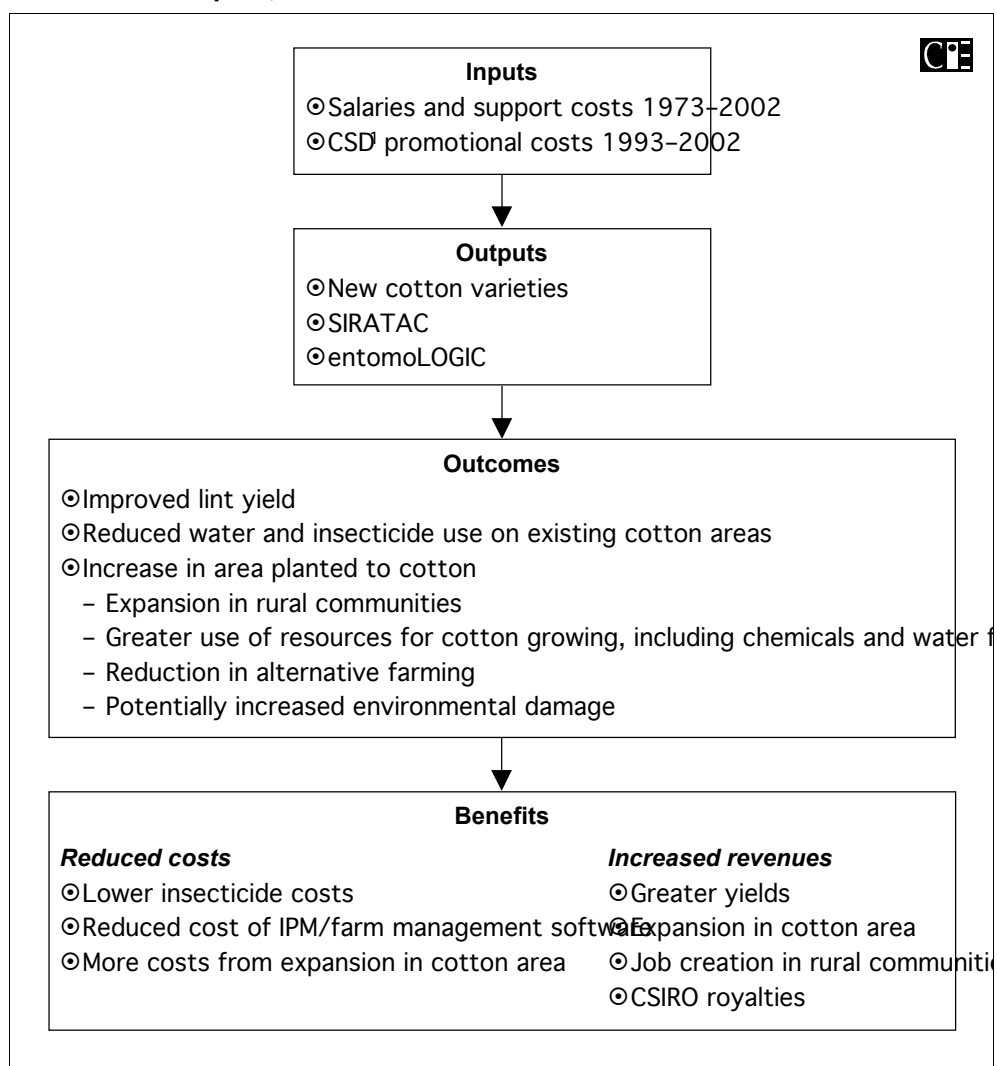 CIE
Inputs
⊙Salaries and support costs 1973–2002
⊙CSD¹ promotional costs 1993–2002
Outputs
⊙New cotton varieties
⊙SIRATAC
⊙entomoLOGIC
Outcomes
⊙Improved lint yield
⊙Reduced water and insecticide use on existing cotton areas
⊙Increase in area planted to cotton
– Expansion in rural communities
– Greater use of resources for cotton growing, including chemicals and water f
– Reduction in alternative farming
– Potentially increased environmental damage
Benefits
Reduced costs
⊙Lower insecticide costs
⊙Reduced cost of IPM/farm management software
⊙More costs from expansion in cotton area
Increased revenues
⊙Greater yields
⊙Expansion in cotton area
⊙Job creation in rural communiti
⊙CSIRO royalties